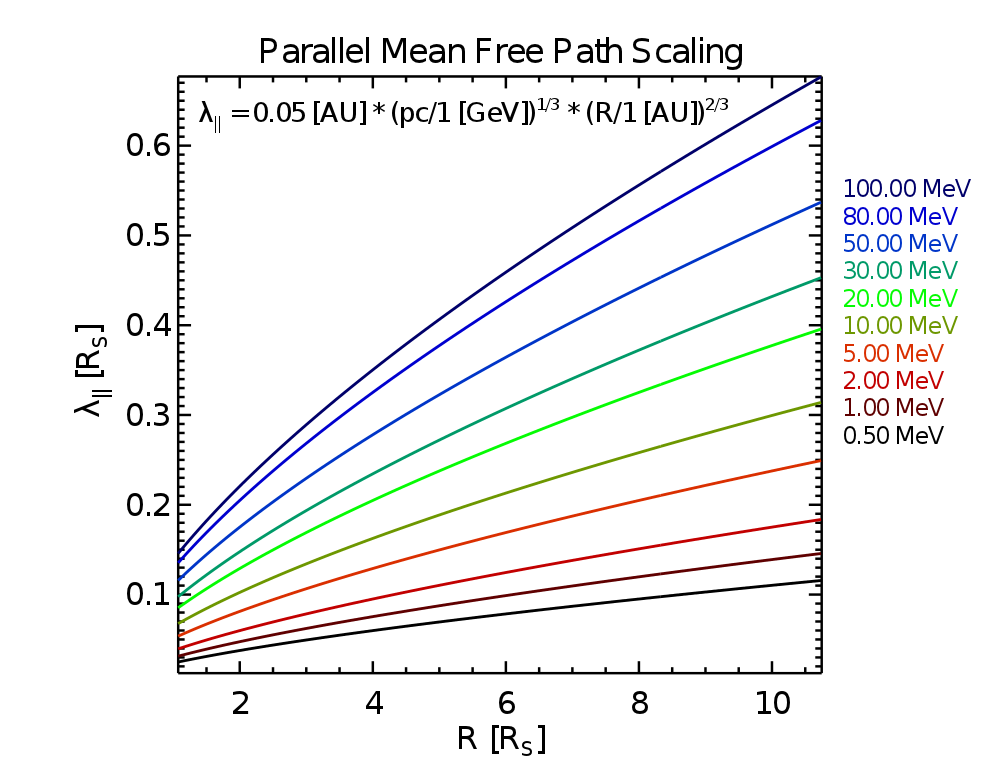 Parallel Mean Free Path Scaling
λ∥ = 0.05 [AU] * (pc/1 [GeV])^1/3 * (R/1 [AU])^2/3
λ∥ [RS]
0.6
0.5
0.4
0.3
0.2
0.1
2 4 6 8 10
R [RS]
100.00 MeV
80.00 MeV
50.00 MeV
30.00 MeV
20.00 MeV
10.00 MeV
5.00 MeV
2.00 MeV
1.00 MeV
0.50 MeV